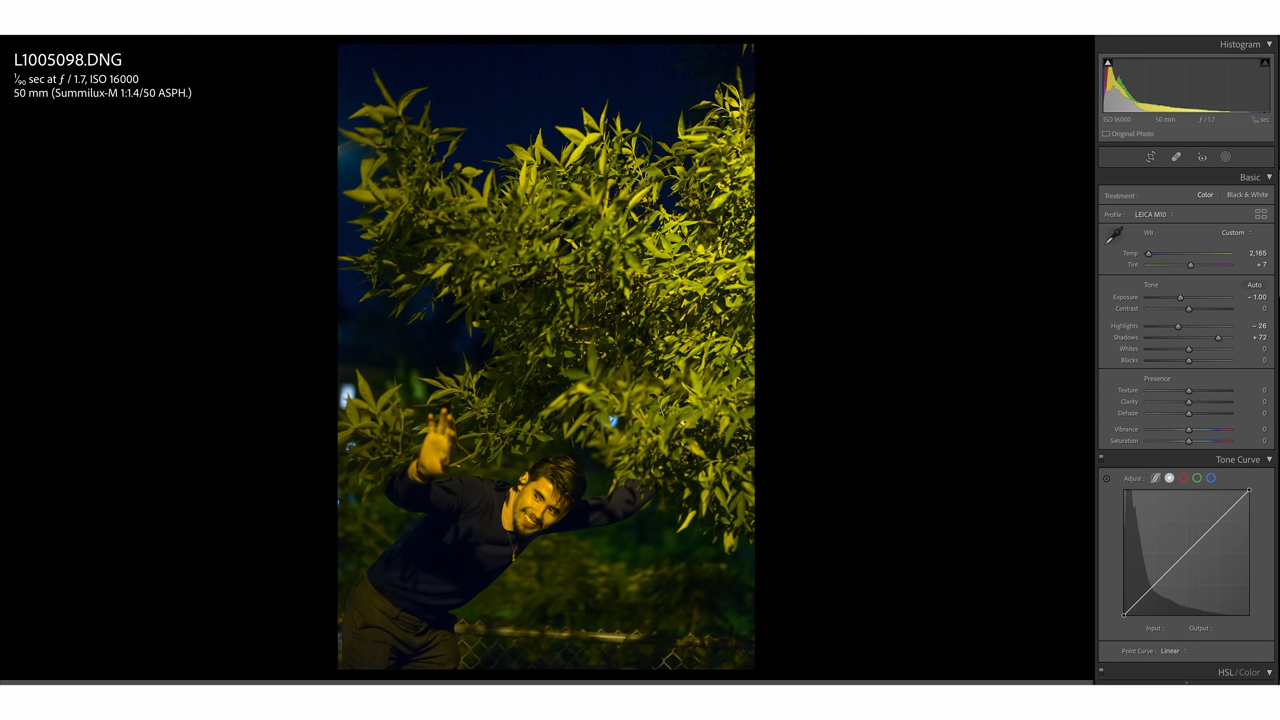 L1005098.DNG
1/90 sec at ƒ / 1.7, ISO 16000
50 mm (Summilux-M 1:1.4/50 ASPH.)
Histogram
ISO 16000 50 mm ƒ / 1.7 1/90 sec
Original Photo
Basic
Treatment : Color Black & White
Profile : LEICA M10
WB : Custom
Temp 2,165
Tint + 7
Tone Auto
Exposure − 1.00
Contrast 0
Highlights − 26
Shadows + 72
Whites 0
Blacks 0
Presence
Texture 0
Clarity 0
Dehaze 0
Vibrance 0
Saturation 0
Tone Curve
Adjust :
Input : Output :
Point Curve : Linear
HSL / Color